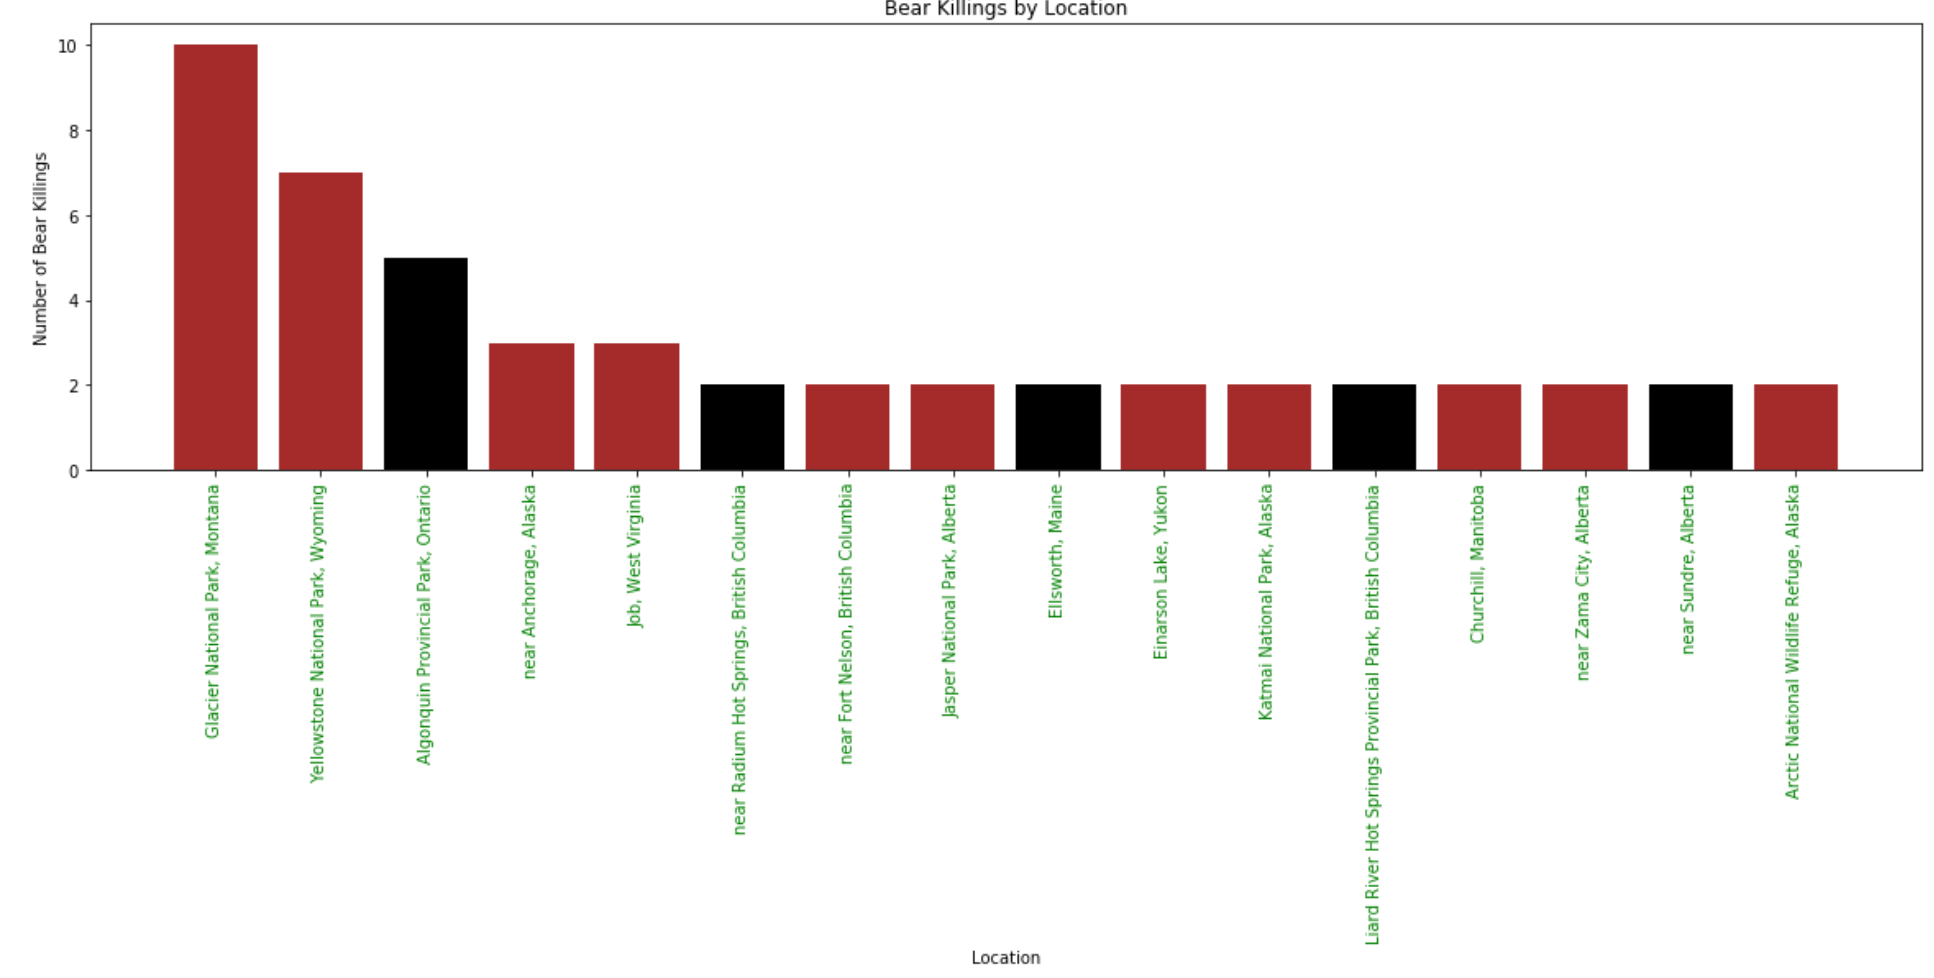 Bear Killings by Location
Number of Bear Killings
10
8
6
4
2
0
Glacier National Park, Montana
Yellowstone National Park, Wyoming
Algonquin Provincial Park, Ontario
near Anchorage, Alaska
Job, West Virginia
near Radium Hot Springs, British Columbia
near Fort Nelson, British Columbia
Jasper National Park, Alberta
Ellsworth, Maine
Einarson Lake, Yukon
Katmai National Park, Alaska
Liard River Hot Springs Provincial Park, British Columbia
Churchill, Manitoba
near Zama City, Alberta
near Sundre, Alberta
Arctic National Wildlife Refuge, Alaska
Location